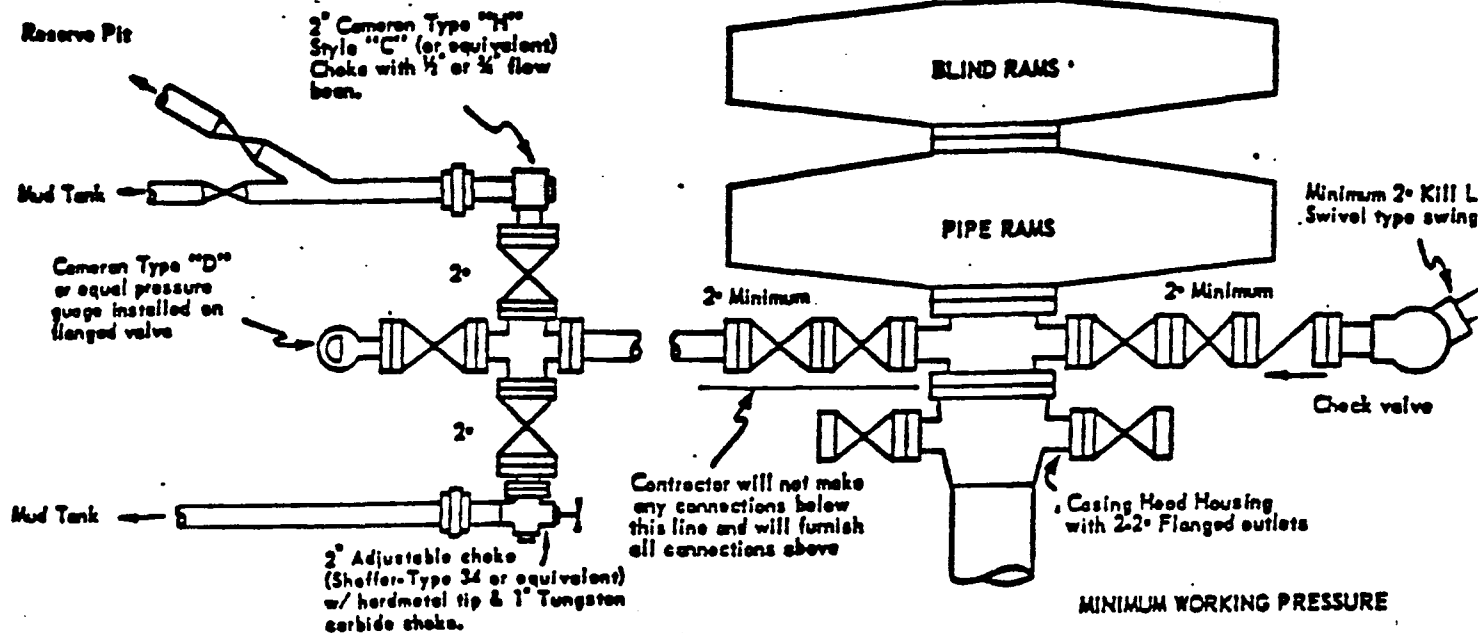 Reserve Pit
2" Cameron Type "H"
Style "C" (or equivalent)
Choke with ½" or ¾" flow
bean.
BLIND RAMS
Mud Tank
PIPE RAMS
Minimum 2" Kill L
Swivel type swing
Cameron Type "D"
or equal pressure
guage installed on
flanged valve
2"
2" Minimum
2" Minimum
Check valve
2"
Contractor will not make
any connections below
this line and will furnish
all connections above
Casing Head Housing
with 2-2" Flanged outlets
Mud Tank
2" Adjustable choke
(Shaffer-Type 34 or equivalent)
w/ hardmetal tip & 1" Tungsten
carbide choke.
MINIMUM WORKING PRESSURE